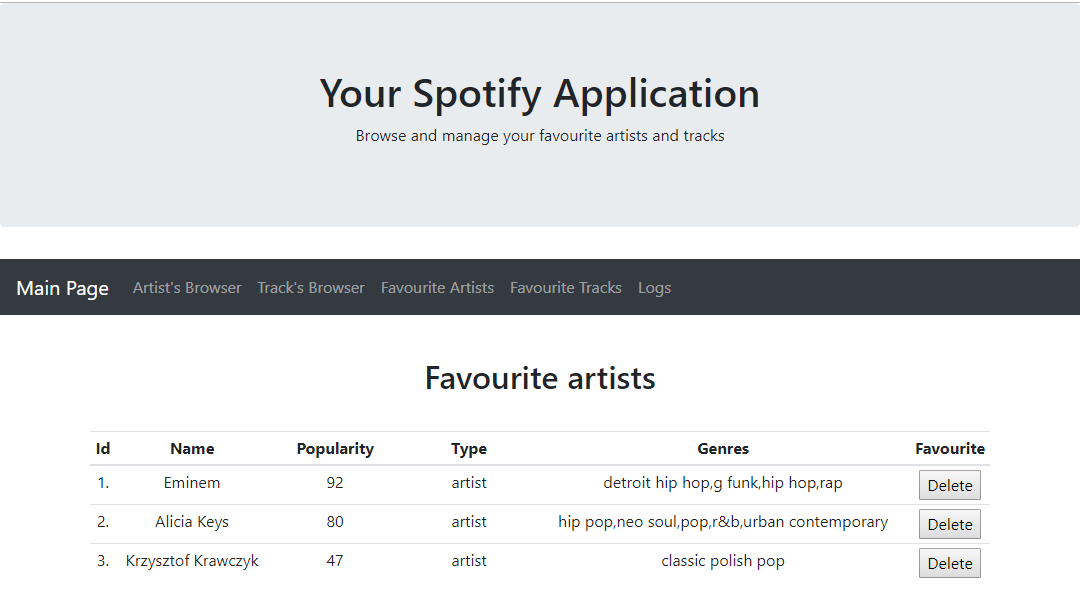 Your Spotify Application
Browse and manage your favourite artists and tracks
Main Page Artist's Browser Track's Browser Favourite Artists Favourite Tracks Logs
Favourite artists
Id Name Popularity Type Genres Favourite
1. Eminem 92 artist detroit hip hop,g funk,hip hop,rap Delete
2. Alicia Keys 80 artist hip pop,neo soul,pop,r&b,urban contemporary Delete
3. Krzysztof Krawczyk 47 artist classic polish pop Delete